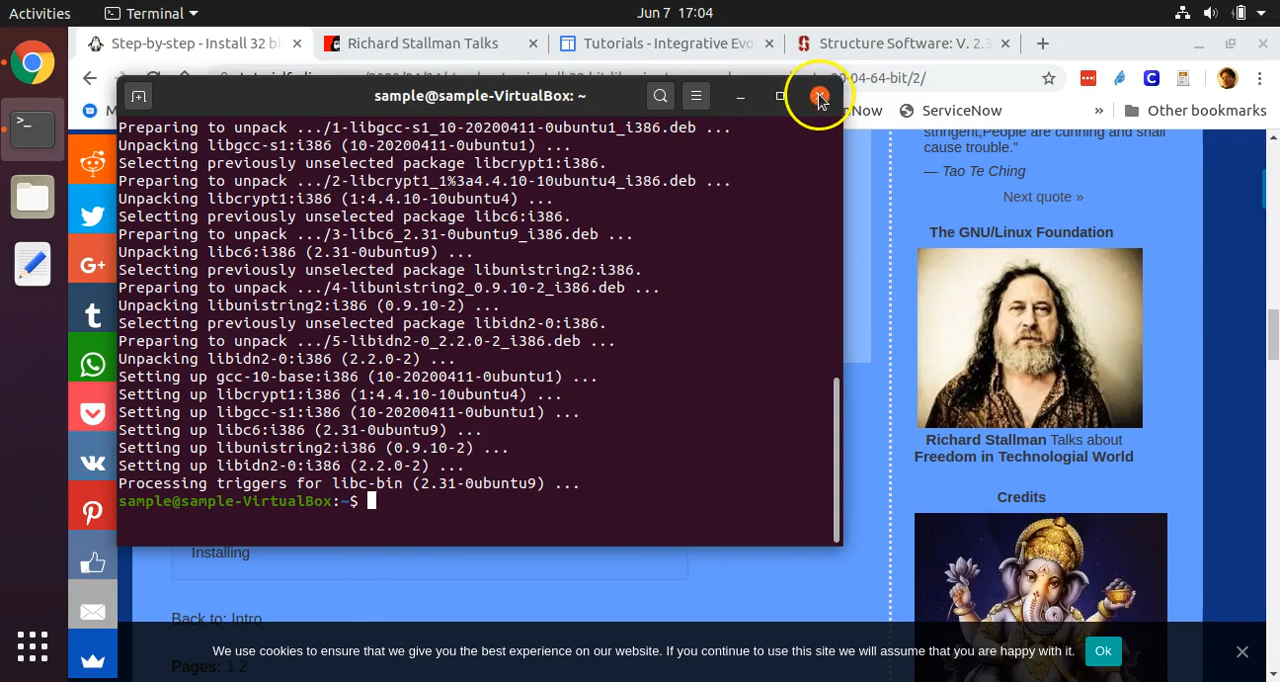 Activities
Terminal
Jun 7 17:04
Step-by-step - Install 32 bit
Richard Stallman Talks
Tutorials - Integrative Evo
Structure Software: V. 2.3
-20-04-64-bit/2/
sample@sample-VirtualBox: ~
M
Now
ServiceNow
»
Other bookmarks
Preparing to unpack .../1-libgcc-s1_10-20200411-0ubuntu1_i386.deb ...
Unpacking libgcc-s1:i386 (10-20200411-0ubuntu1) ...
Selecting previously unselected package libcrypt1:i386.
Preparing to unpack .../2-libcrypt1_1%3a4.4.10-10ubuntu4_i386.deb ...
Unpacking libcrypt1:i386 (1:4.4.10-10ubuntu4) ...
Selecting previously unselected package libc6:i386.
Preparing to unpack .../3-libc6_2.31-0ubuntu9_i386.deb ...
Unpacking libc6:i386 (2.31-0ubuntu9) ...
Selecting previously unselected package libunistring2:i386.
Preparing to unpack .../4-libunistring2_0.9.10-2_i386.deb ...
Unpacking libunistring2:i386 (0.9.10-2) ...
Selecting previously unselected package libidn2-0:i386.
Preparing to unpack .../5-libidn2-0_2.2.0-2_i386.deb ...
Unpacking libidn2-0:i386 (2.2.0-2) ...
Setting up gcc-10-base:i386 (10-20200411-0ubuntu1) ...
Setting up libcrypt1:i386 (1:4.4.10-10ubuntu4) ...
Setting up libgcc-s1:i386 (10-20200411-0ubuntu1) ...
Setting up libc6:i386 (2.31-0ubuntu9) ...
Setting up libunistring2:i386 (0.9.10-2) ...
Setting up libidn2-0:i386 (2.2.0-2) ...
Processing triggers for libc-bin (2.31-0ubuntu9) ...
sample@sample-VirtualBox:~$
stringent,People are cunning and shall
cause trouble."
— Tao Te Ching
Next quote »
The GNU/Linux Foundation
Richard Stallman Talks about
Freedom in Technologial World
Credits
Installing
Back to: Intro
Pages: 1 2
We use cookies to ensure that we give you the best experience on our website. If you continue to use this site we will assume that you are happy with it.
Ok